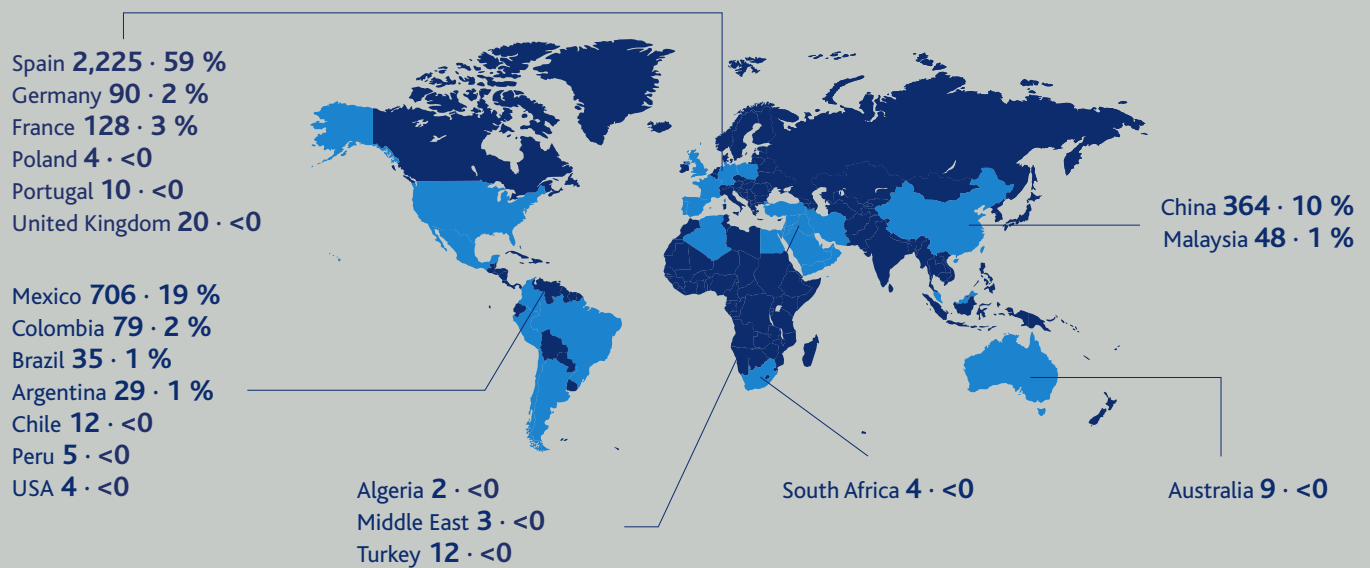 Spain 2,225 · 59 %
Germany 90 · 2 %
France 128 · 3 %
Poland 4 · <0
Portugal 10 · <0
United Kingdom 20 · <0
Mexico 706 · 19 %
Colombia 79 · 2 %
Brazil 35 · 1 %
Argentina 29 · 1 %
Chile 12 · <0
Peru 5 · <0
USA 4 · <0
Algeria 2 · <0
Middle East 3 · <0
Turkey 12 · <0
South Africa 4 · <0
China 364 · 10 %
Malaysia 48 · 1 %
Australia 9 · <0